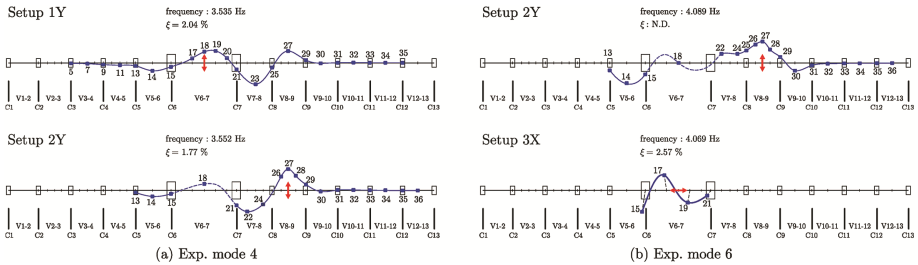 Setup 1Y
frequency : 3.535 Hz
ξ = 2.04 %
5 7 9 11 13 14 15 17 18 19 20 21 23 25 27 29 30 31 32 33 34 35
V1-2 V2-3 V3-4 V4-5 V5-6 V6-7 V7-8 V8-9 V9-10 V10-11 V11-12 V12-13
C1 C2 C3 C4 C5 C6 C7 C8 C9 C10 C11 C12 C13
Setup 2Y
frequency : 3.552 Hz
ξ = 1.77 %
13 14 15 18 21 22 24 26 27 28 29 30 31 32 33 34 35 36
V1-2 V2-3 V3-4 V4-5 V5-6 V6-7 V7-8 V8-9 V9-10 V10-11 V11-12 V12-13
C1 C2 C3 C4 C5 C6 C7 C8 C9 C10 C11 C12 C13
(a) Exp. mode 4
Setup 2Y
frequency : 4.089 Hz
ξ : N.D.
13 14 15 18 22 24 25 26 27 28 29 30 31 32 33 34 35 36
V1-2 V2-3 V3-4 V4-5 V5-6 V6-7 V7-8 V8-9 V9-10 V10-11 V11-12 V12-13
C1 C2 C3 C4 C5 C6 C7 C8 C9 C10 C11 C12 C13
Setup 3X
frequency : 4.069 Hz
ξ = 2.57 %
15 17 19 21
V1-2 V2-3 V3-4 V4-5 V5-6 V6-7 V7-8 V8-9 V9-10 V10-11 V11-12 V12-13
C1 C2 C3 C4 C5 C6 C7 C8 C9 C10 C11 C12 C13
(b) Exp. mode 6